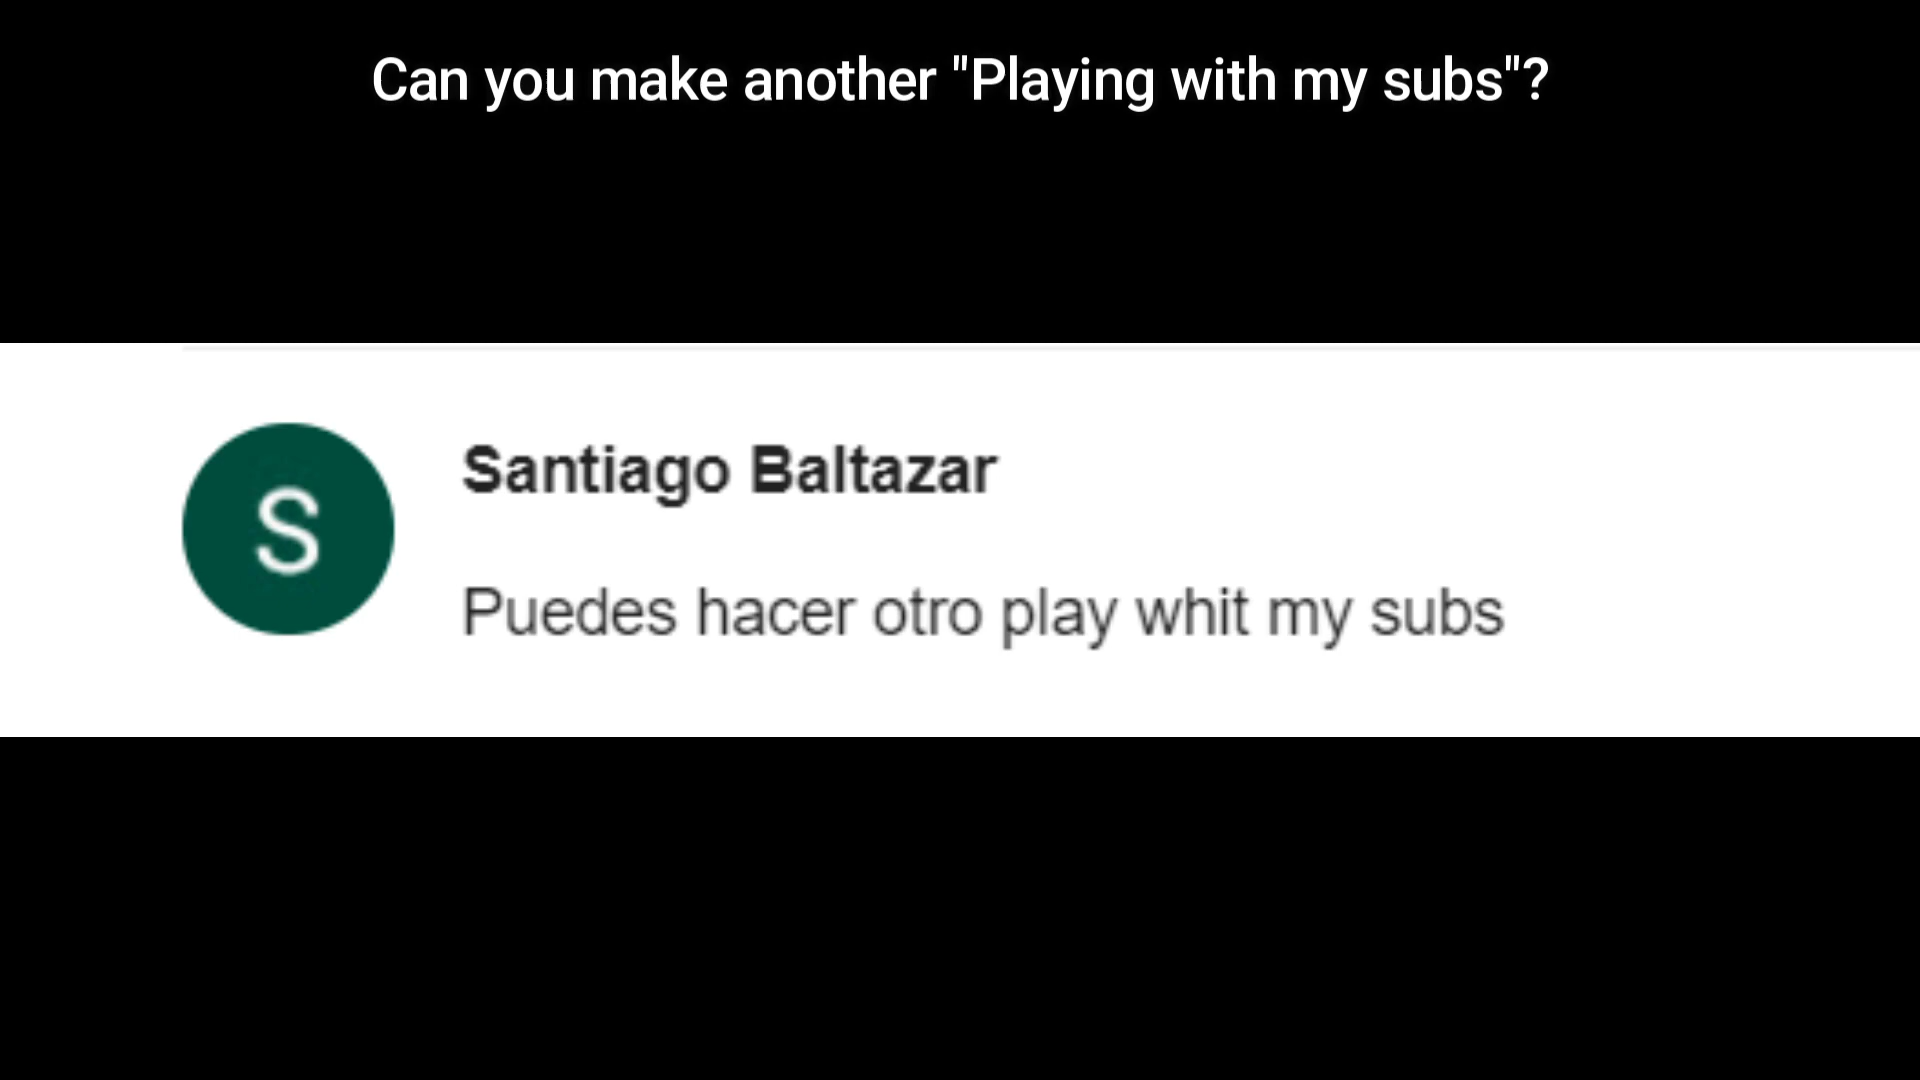 Can you make another "Playing with my subs"?
S
Santiago Baltazar
Puedes hacer otro play whit my subs